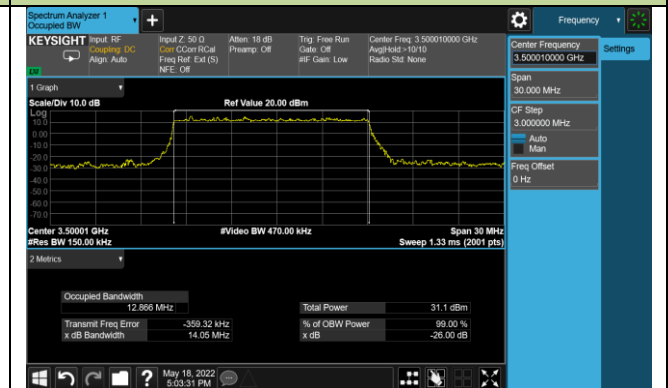 Spectrum Analyzer 1
Occupied BW
+
Frequency
KEYSIGHT
Input: RF
Coupling: DC
Align: Auto
Input Z: 50 Ω
Corr CCorr RCal
Freq Ref: Ext (S)
NFE: Off
Atten: 18 dB
Preamp: Off
Trig: Free Run
Gate: Off
#IF Gain: Low
Center Freq: 3.500010000 GHz
Avg|Hold:>10/10
Radio Std: None
Center Frequency
3.500010000 GHz
Settings
Span
30.000 MHz
CF Step
3.000000 MHz
Auto
Man
Freq Offset
0 Hz
1 Graph
Scale/Div 10.0 dB
Ref Value 20.00 dBm
Log
10.0
0.00
-10.0
-20.0
-30.0
-40.0
-50.0
-60.0
-70.0
Center 3.50001 GHz
#Video BW 470.00 kHz
Span 30 MHz
#Res BW 150.00 kHz
Sweep 1.33 ms (2001 pts)
2 Metrics
Occupied Bandwidth
12.866 MHz
Total Power 31.1 dBm
Transmit Freq Error -359.32 kHz
% of OBW Power 99.00 %
x dB Bandwidth 14.05 MHz
x dB -26.00 dB
?
May 18, 2022
5:03:31 PM